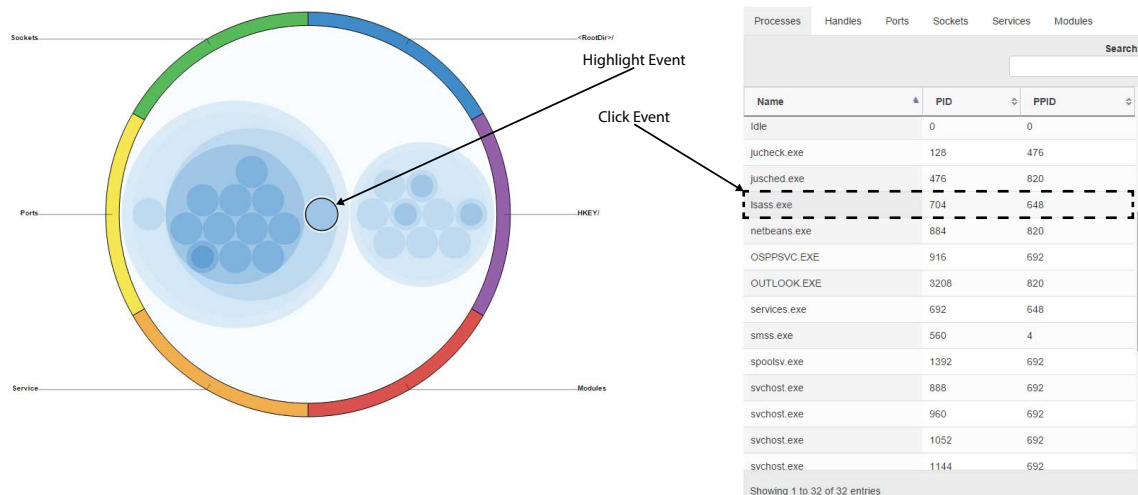 Sockets
<RootDir>/
Highlight Event
Click Event
Ports
HKEY/
Service
Modules
Processes Handles Ports Sockets Services Modules
Search
Name PID PPID
Idle 0 0
jucheck.exe 128 476
jusched.exe 476 820
lsass.exe 704 648
netbeans.exe 884 820
OSPPSVC.EXE 916 692
OUTLOOK.EXE 3208 820
services.exe 692 648
smss.exe 560 4
spoolsv.exe 1392 692
svchost.exe 888 692
svchost.exe 960 692
svchost.exe 1052 692
svchost.exe 1144 692
Showing 1 to 32 of 32 entries